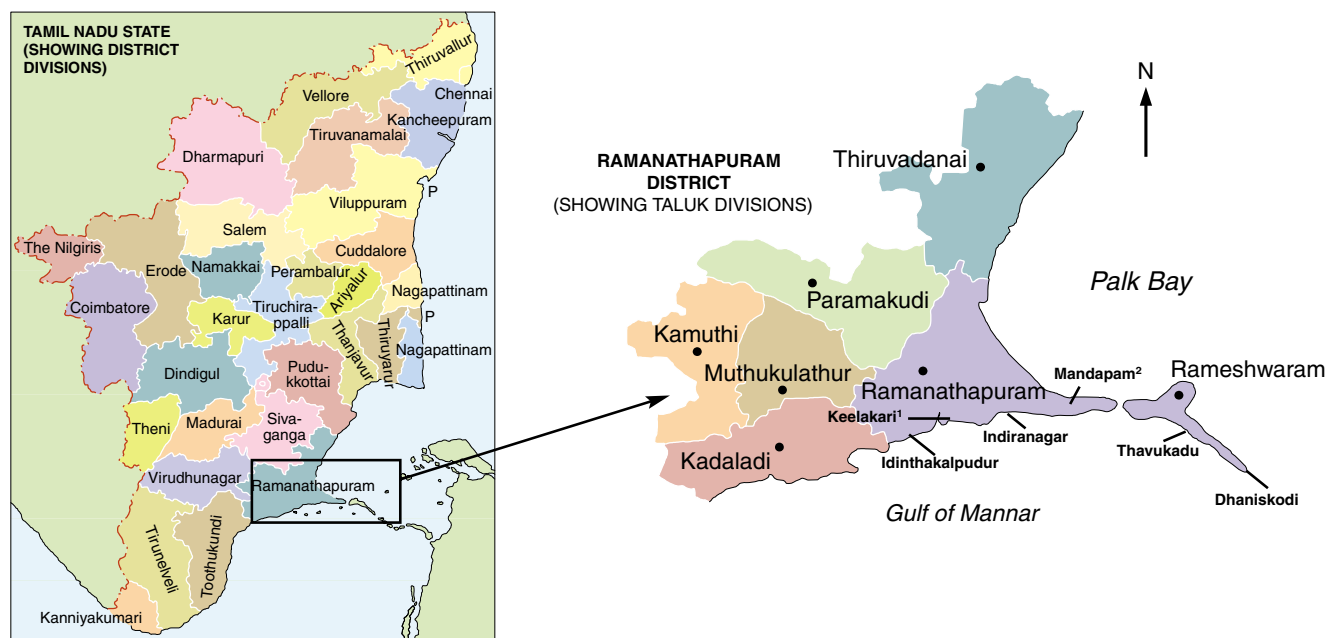 TAMIL NADU STATE
(SHOWING DISTRICT
DIVISIONS)
Thiruvallur
Vellore
Chennai
Kancheepuram
Tiruvanamalai
Dharmapuri
P
Viluppuram
Salem
The Nilgiris
Cuddalore
Erode
Namakkai
Perambalur
Ariyalur
Nagapattinam
Coimbatore
Tiruchira-
ppalli
Karur
P
Thanjavur
Thiruyarur
Nagapattinam
Dindigul
Pudu-
kkottai
Theni
Madurai
Siva-
ganga
Virudhunagar
Ramanathapuram
Tirunelveli
Toothukundi
Kanniyakumari
N
RAMANATHAPURAM
DISTRICT
(SHOWING TALUK DIVISIONS)
Thiruvadanai
Palk Bay
Paramakudi
Kamuthi
Muthukulathur
Ramanathapuram
Mandapam²
Rameshwaram
Keelakari¹
Indiranagar
Thavukadu
Kadaladi
Idinthakalpudur
Dhaniskodi
Gulf of Mannar